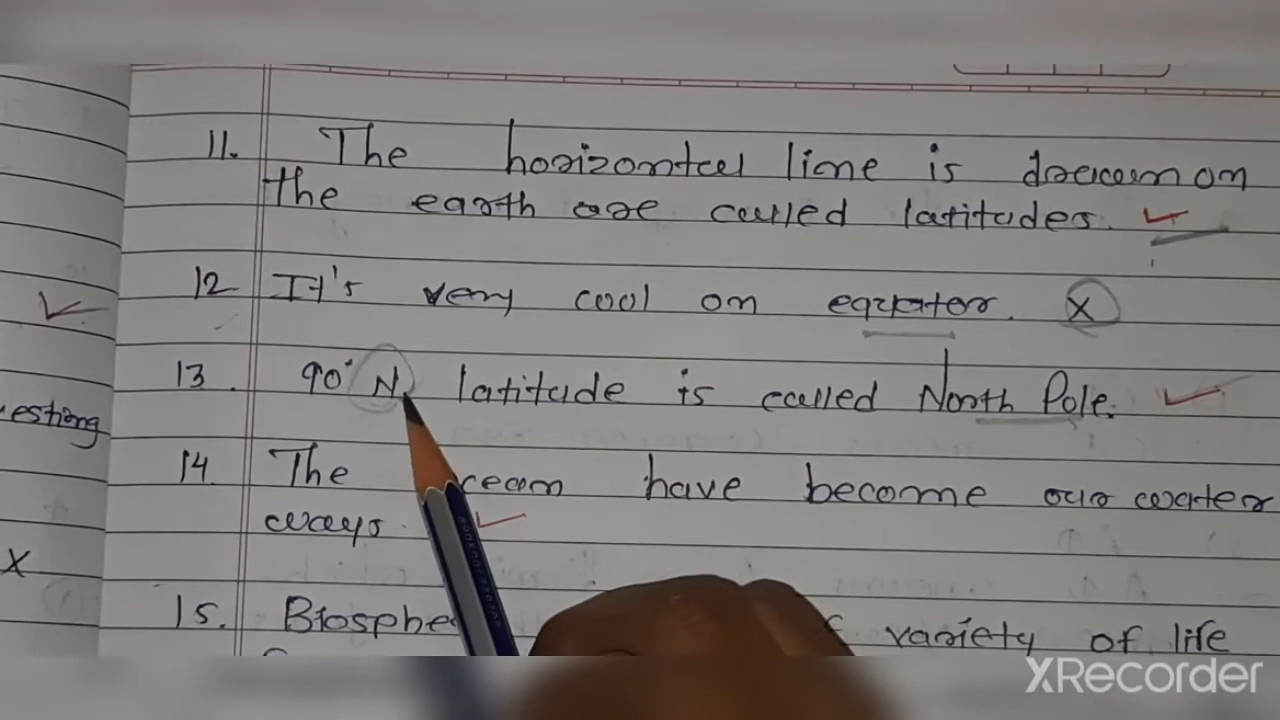 11. The horizontal line is drawn on
the earth are called latitudes. ✓
12 It's very cool on equator. X
13. 90° N latitude is called North Pole. ✓
estiong
14. The ocean have become our water
ways. ✓
X
15. Biosphe variety of life
XRecorder